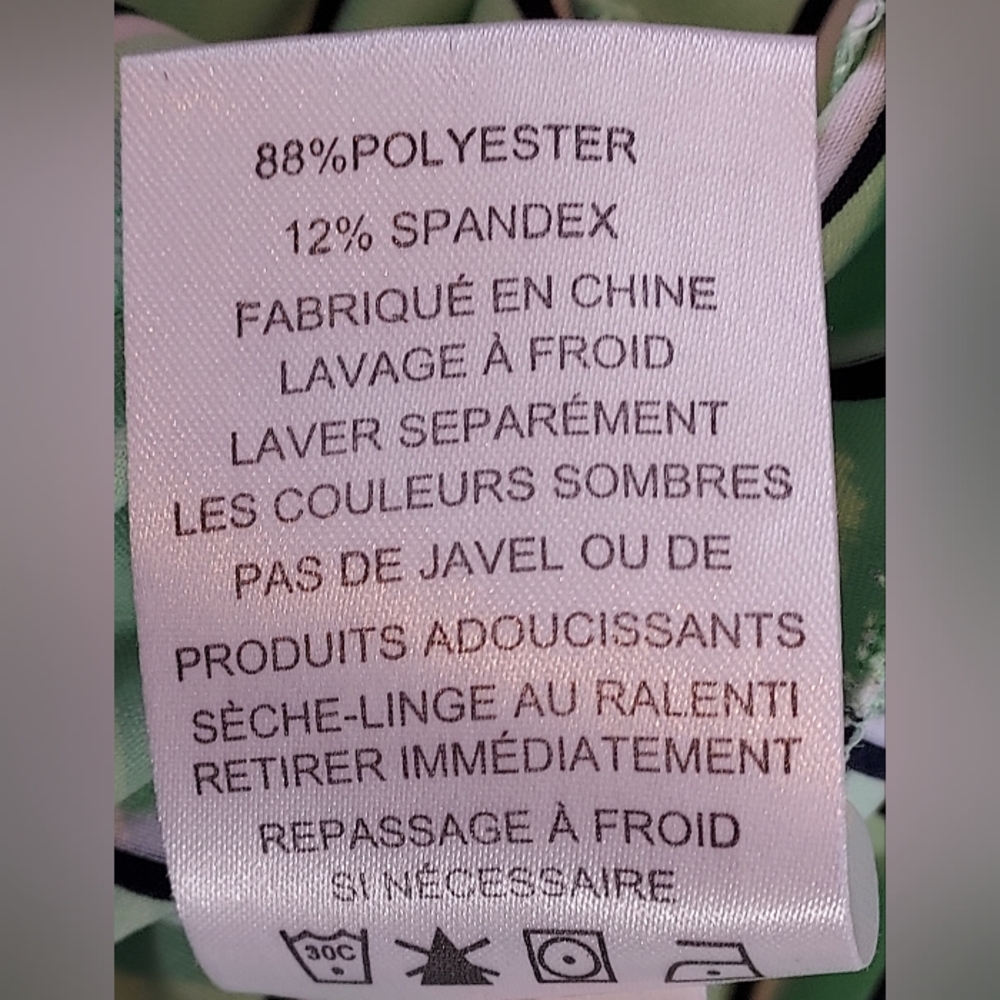 88%POLYESTER
12% SPANDEX
FABRIQUÉ EN CHINE
LAVAGE À FROID
LAVER SEPARÉMENT
LES COULEURS SOMBRES
PAS DE JAVEL OU DE
PRODUITS ADOUCISSANTS
SÈCHE-LINGE AU RALENTI
RETIRER IMMÉDIATEMENT
REPASSAGE À FROID
SI NÉCESSAIRE
30C